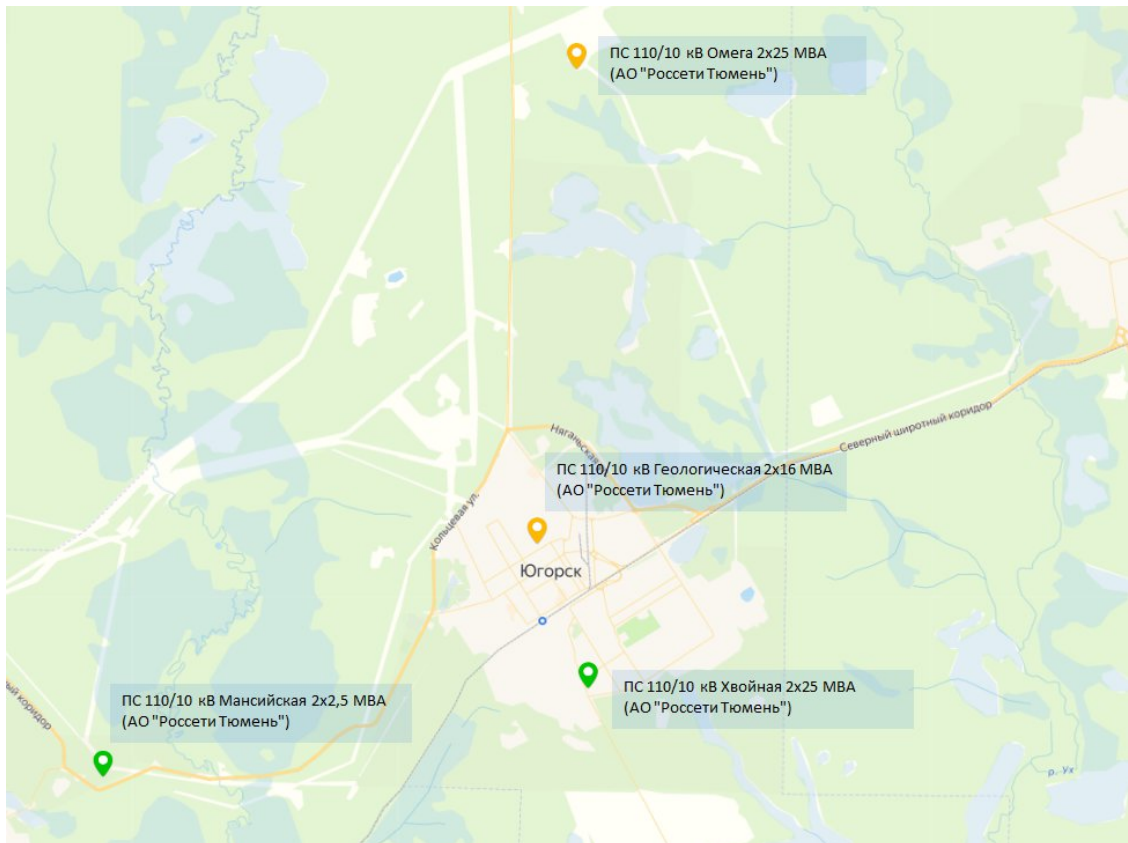 ПС 110/10 кВ Омега 2х25 МВА
(АО "Россети Тюмень")
Северный широтный коридор
Няганьская
ПС 110/10 кВ Геологическая 2х16 МВА
(АО "Россети Тюмень")
Кольцевая ул.
Югорск
ПС 110/10 кВ Хвойная 2х25 МВА
(АО "Россети Тюмень")
ПС 110/10 кВ Мансийская 2х2,5 МВА
(АО "Россети Тюмень")
коридор
р. Ух